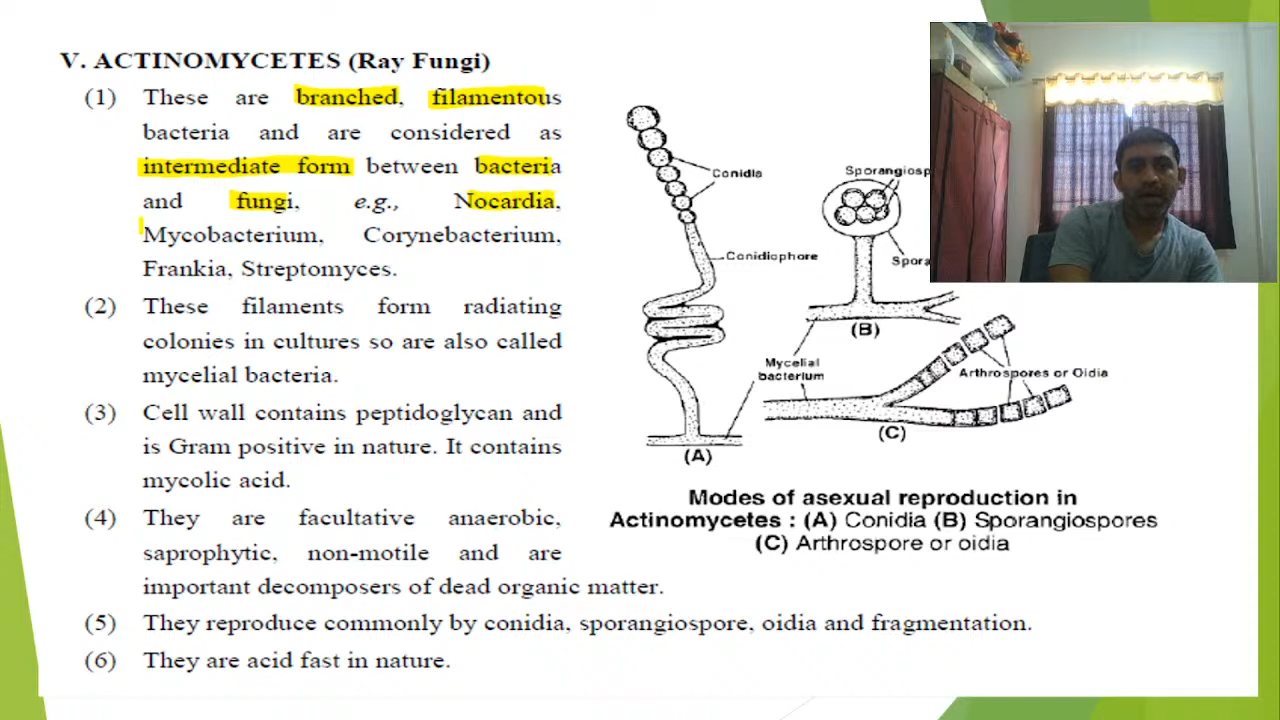 V. ACTINOMYCETES (Ray Fungi)
(1) These are branched, filamentous
bacteria and are considered as
intermediate form between bacteria
and fungi, e.g., Nocardia,
Mycobacterium, Corynebacterium,
Frankia, Streptomyces.
(2) These filaments form radiating
colonies in cultures so are also called
mycelial bacteria.
(3) Cell wall contains peptidoglycan and
is Gram positive in nature. It contains
mycolic acid.
(4) They are facultative anaerobic,
saprophytic, non-motile and are
important decomposers of dead organic matter.
(5) They reproduce commonly by conidia, sporangiospore, oidia and fragmentation.
(6) They are acid fast in nature.
Conidia
Conidiophore
(A)
Sporangiosp
Spora
(B)
Mycelial
bacterium
Arthrospores or Oidia
(C)
Modes of asexual reproduction in
Actinomycetes : (A) Conidia (B) Sporangiospores
(C) Arthrospore or oidia